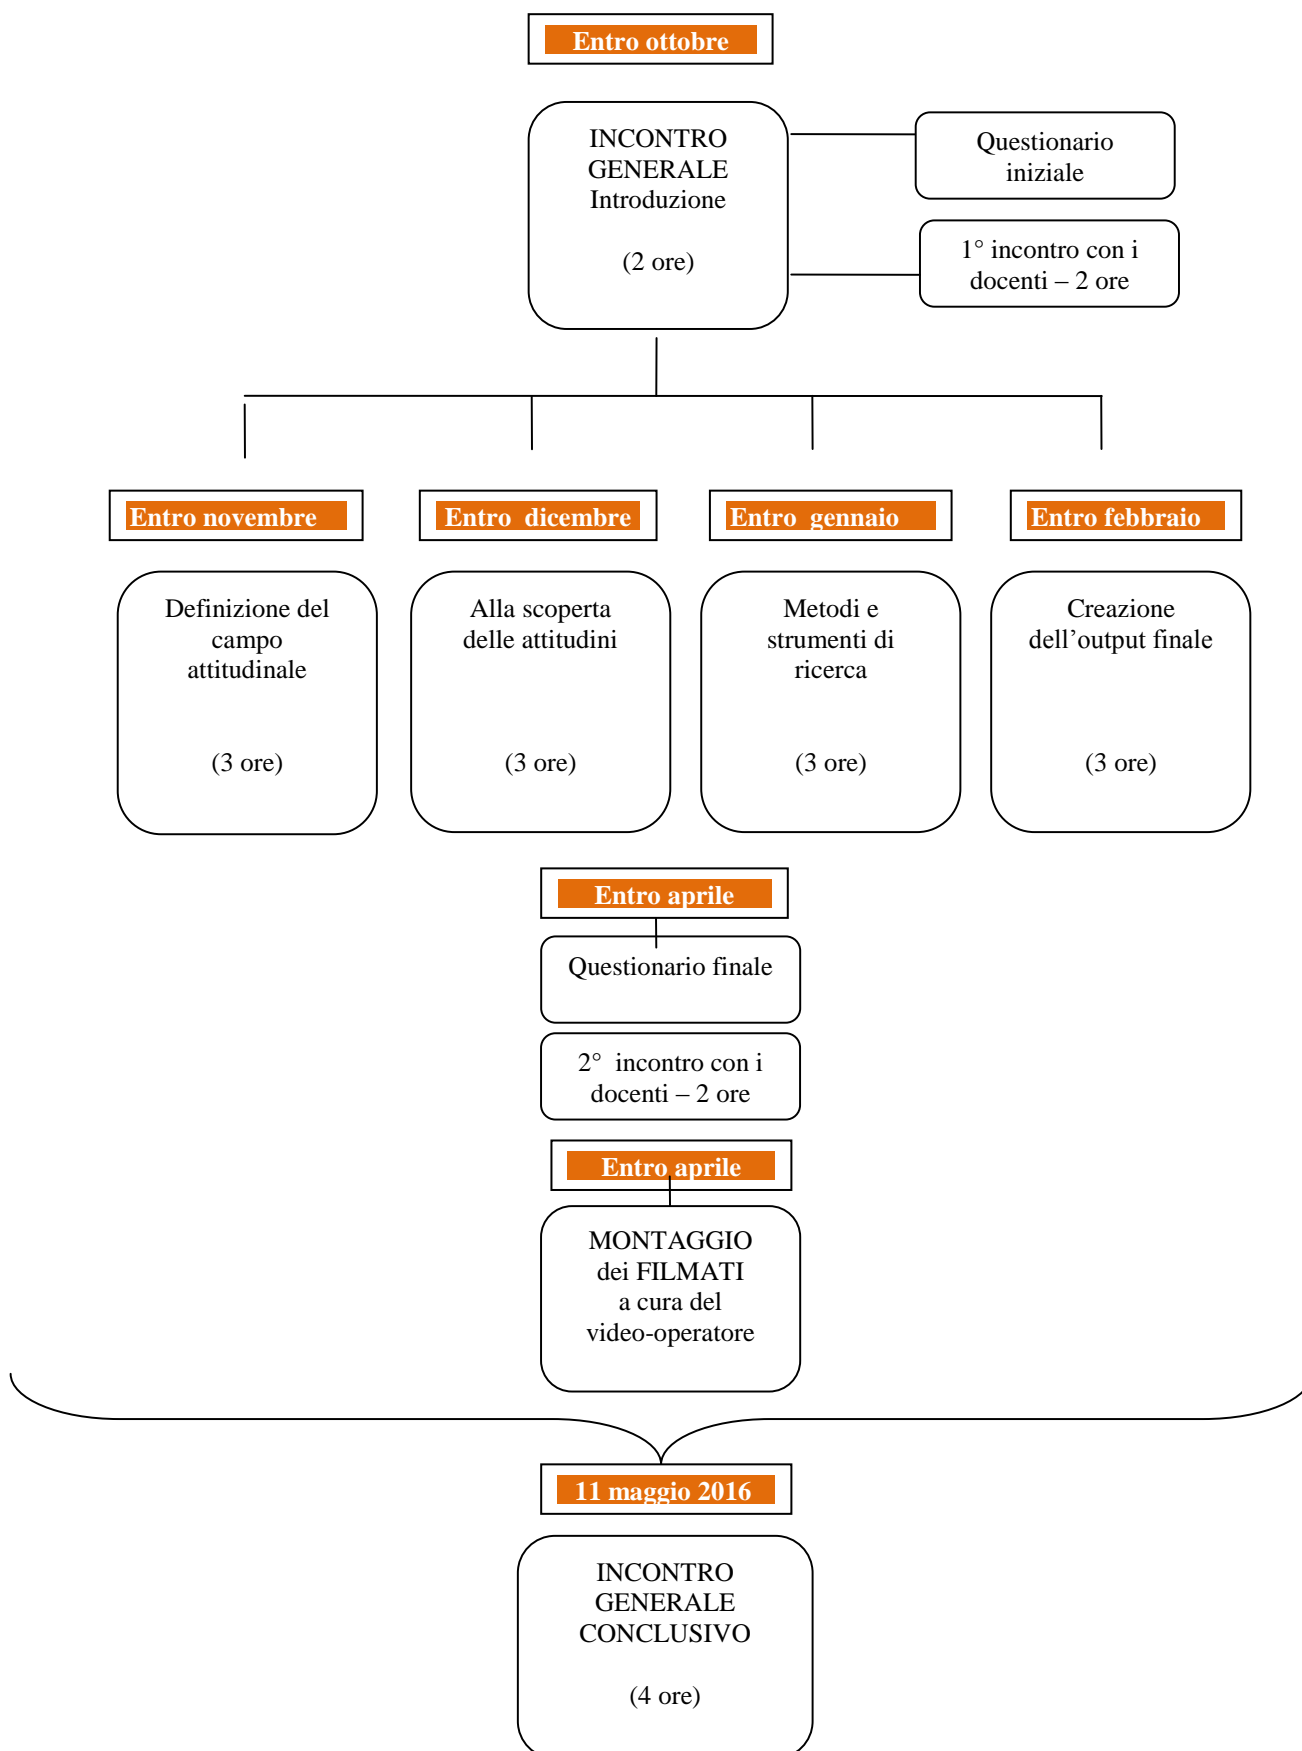 Entro ottobre
INCONTRO
GENERALE
Introduzione
(2 ore)
Questionario
iniziale
1° incontro con i
docenti – 2 ore
Entro novembre
Entro dicembre
Entro gennaio
Entro febbraio
Definizione del
campo
attitudinale
(3 ore)
Alla scoperta
delle attitudini
(3 ore)
Metodi e
strumenti di
ricerca
(3 ore)
Creazione
dell’output finale
(3 ore)
Entro aprile
Questionario finale
2° incontro con i
docenti – 2 ore
Entro aprile
MONTAGGIO
dei FILMATI
a cura del
video-operatore
11 maggio 2016
INCONTRO
GENERALE
CONCLUSIVO
(4 ore)